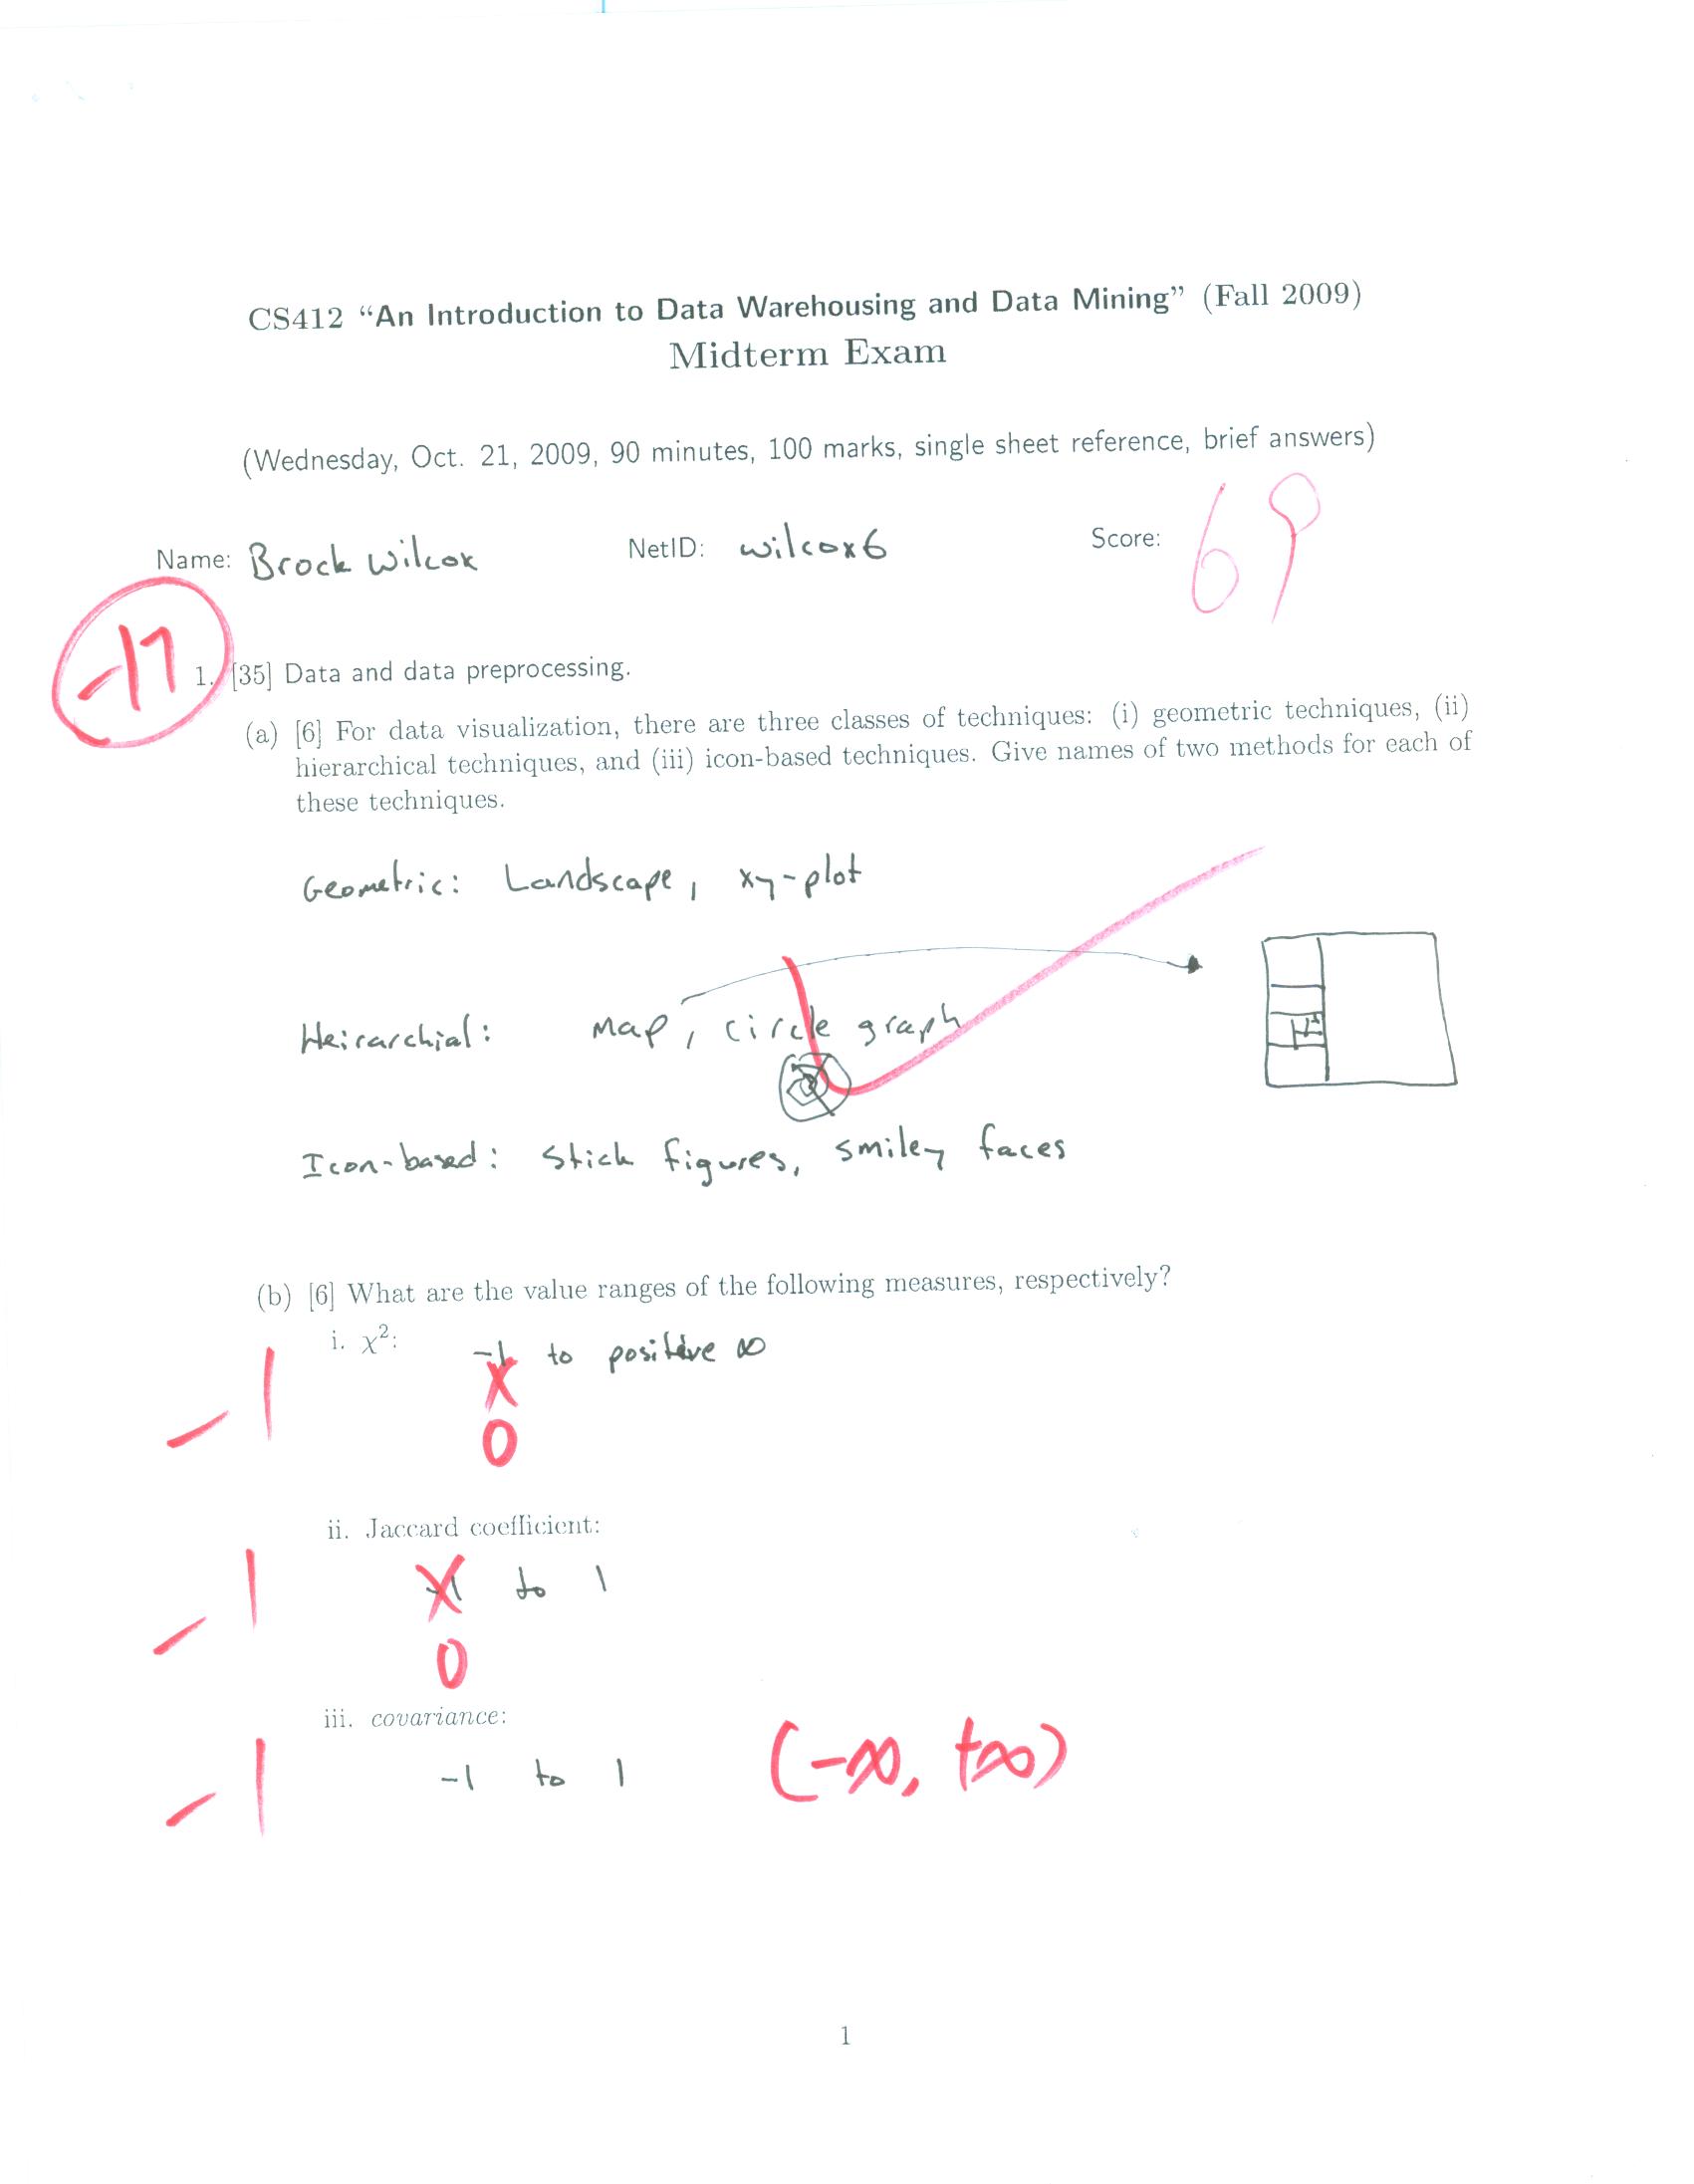 CS412 “An Introduction to Data Warehousing and Data Mining” (Fall 2009)
Midterm Exam
(Wednesday, Oct. 21, 2009, 90 minutes, 100 marks, single sheet reference, brief answers)
Name: Brock Wilcox NetID: wilcox6 Score: 69
-17
1. [35] Data and data preprocessing.
(a) [6] For data visualization, there are three classes of techniques: (i) geometric techniques, (ii)
hierarchical techniques, and (iii) icon-based techniques. Give names of two methods for each of
these techniques.
Geometric: Landscape, xy-plot
Heirarchial: Map, circle graph
Icon-based: stick figures, smiley faces
(b) [6] What are the value ranges of the following measures, respectively?
i. χ²:
-1 -1 to positive ∞
0
ii. Jaccard coefficient:
-1 -1 to 1
0
iii. covariance:
-1 -1 to 1 (-∞, +∞)
1